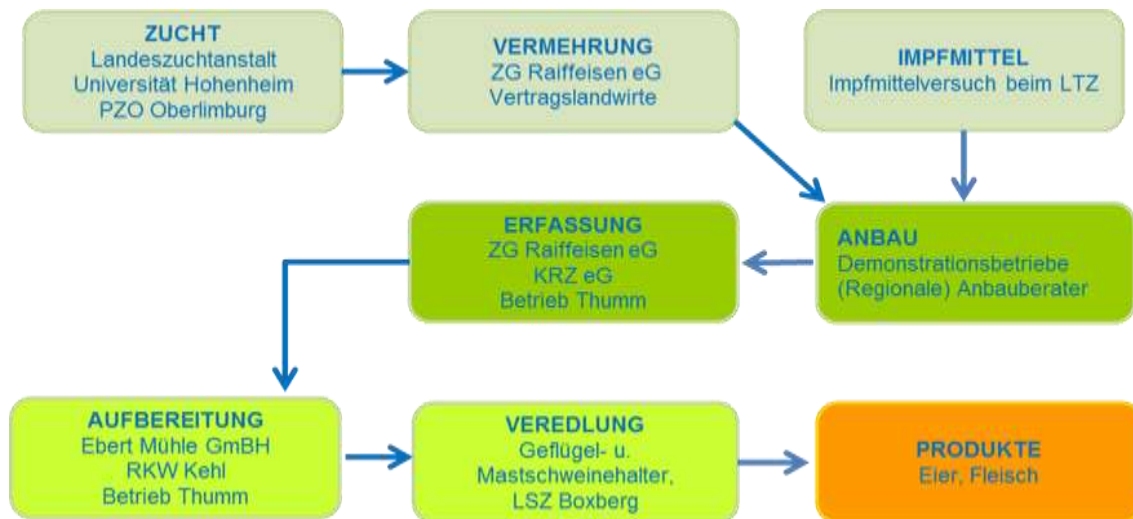 ZUCHT
Landeszuchtanstalt
Universität Hohenheim
PZO Oberlimburg
VERMEHRUNG
ZG Raiffeisen eG
Vertragslandwirte
IMPFMITTEL
Impfmittelversuch beim LTZ
ANBAU
Demonstrationsbetriebe
(Regionale) Anbauberater
ERFASSUNG
ZG Raiffeisen eG
KRZ eG
Betrieb Thumm
AUFBEREITUNG
Ebert Mühle GmBH
RKW Kehl
Betrieb Thumm
VEREDLUNG
Geflügel- u.
Mastschweinehalter,
LSZ Boxberg
PRODUKTE
Eier, Fleisch